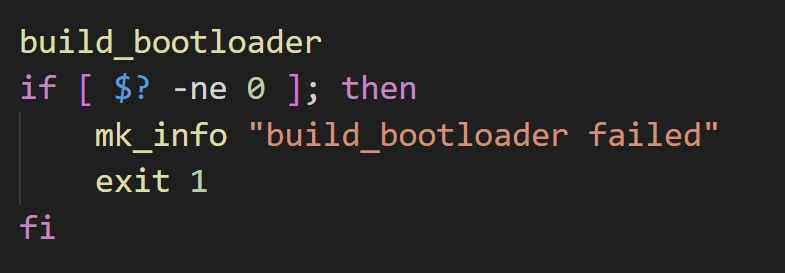 build_bootloader
if [ $? -ne 0 ]; then
    mk_info "build_bootloader failed"
    exit 1
fi